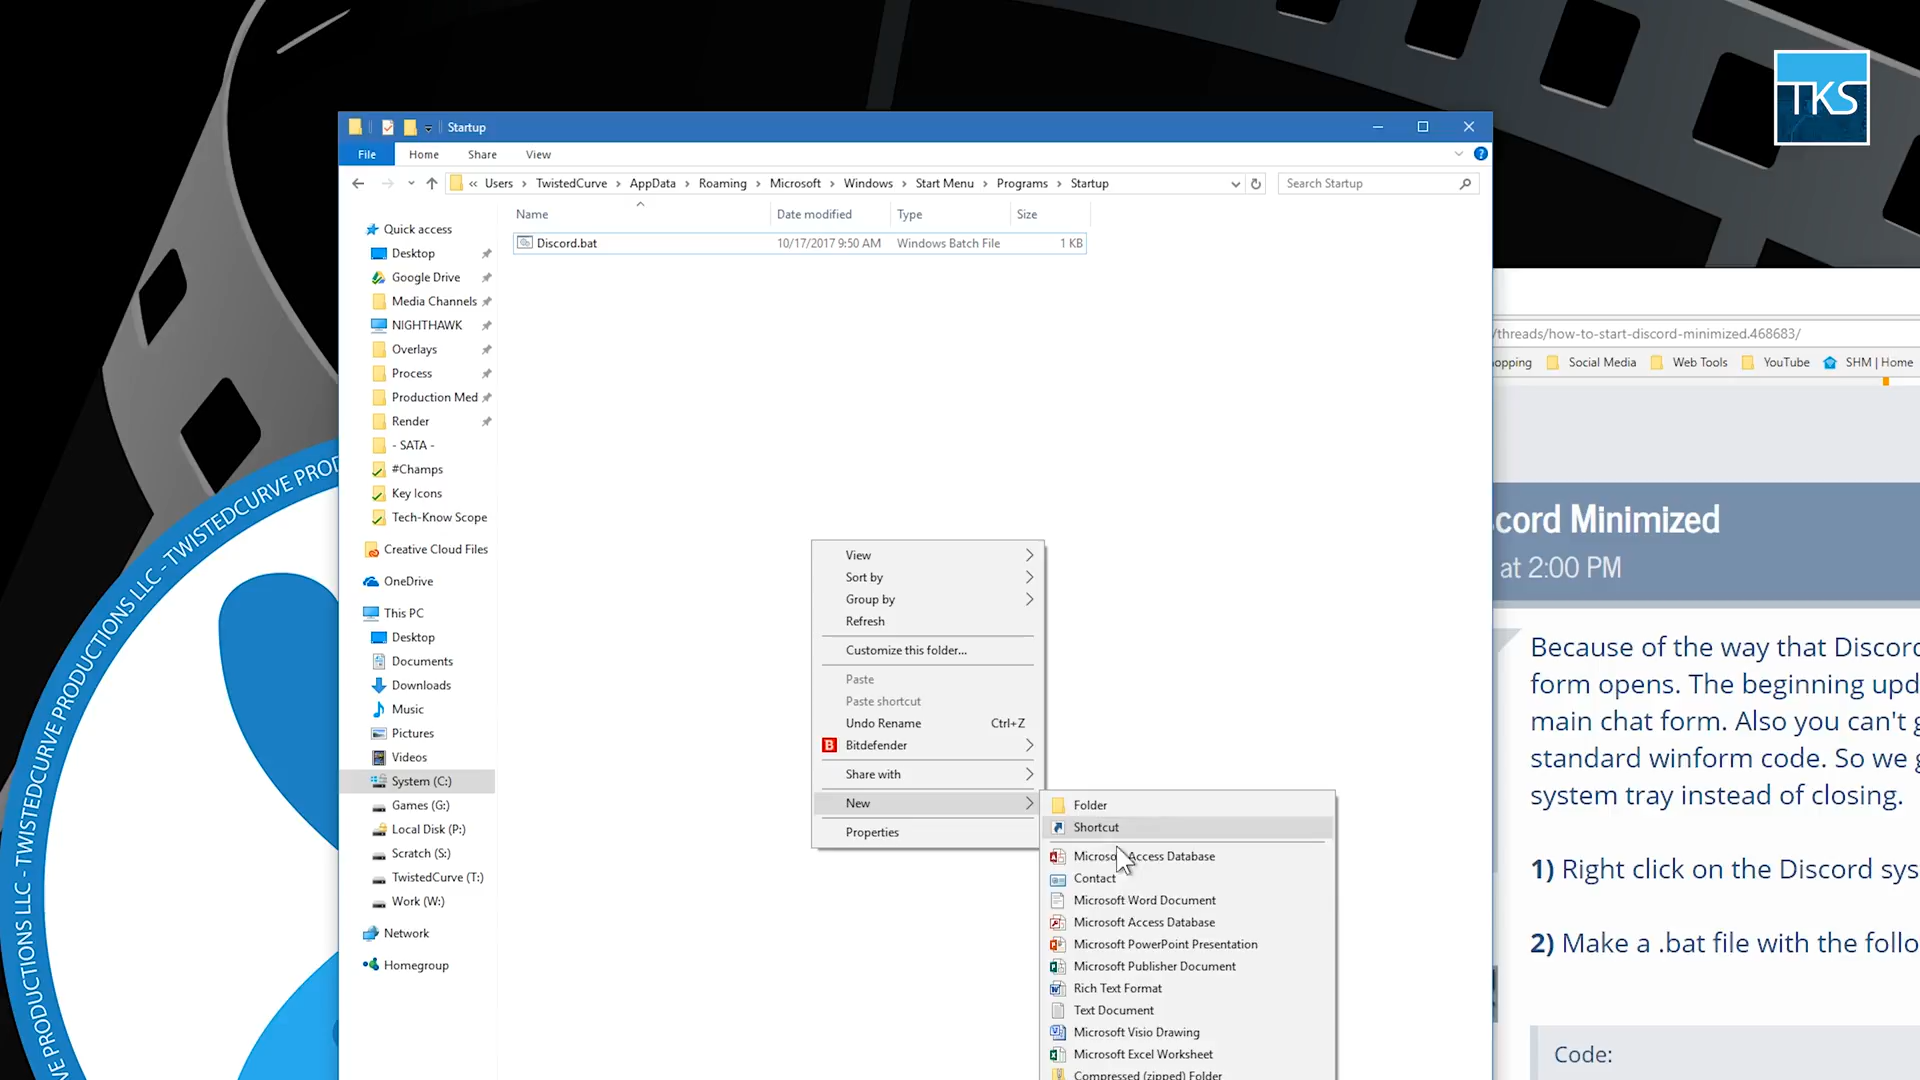 TKS
Startup
File Home Share View
« Users > TwistedCurve > AppData > Roaming > Microsoft > Windows > Start Menu > Programs > Startup
Search Startup
Name Date modified Type Size
Discord.bat 10/17/2017 9:50 AM Windows Batch File 1 KB
Quick access
Desktop
Google Drive
Media Channels
NIGHTHAWK
Overlays
Process
Production Med
Render
- SATA -
#Champs
Key Icons
Tech-Know Scope
Creative Cloud Files
OneDrive
This PC
Desktop
Documents
Downloads
Music
Pictures
Videos
System (C:)
Games (G:)
Local Disk (P:)
Scratch (S:)
TwistedCurve (T:)
Work (W:)
Network
Homegroup
View
Sort by
Group by
Refresh
Customize this folder...
Paste
Paste shortcut
Undo Rename Ctrl+Z
B Bitdefender
Share with
New
Properties
Folder
Shortcut
Microso Access Database
Contact
Microsoft Word Document
Microsoft Access Database
Microsoft PowerPoint Presentation
Microsoft Publisher Document
Rich Text Format
Text Document
Microsoft Visio Drawing
Microsoft Excel Worksheet
Compressed (zipped) Folder
/threads/how-to-start-discord-minimized.468683/
opping Social Media Web Tools YouTube SHM | Home
cord Minimized
at 2:00 PM
Because of the way that Discord
form opens. The beginning upd
main chat form. Also you can't g
standard winform code. So we g
system tray instead of closing.
1) Right click on the Discord sys
2) Make a .bat file with the follo
Code:
VE PRODUCTIONS LLC - TWISTEDCURVE PRODUCTIONS LLC - TWISTEDCURVE PROD